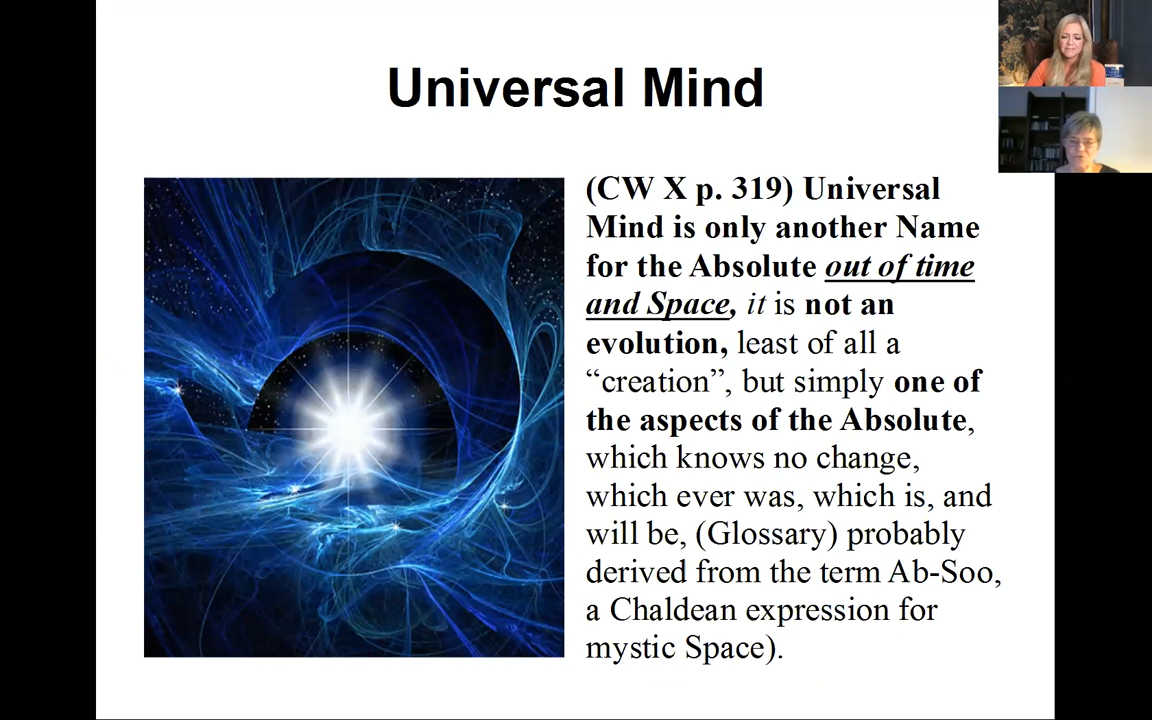 Universal Mind
(CW X p. 319) Universal
Mind is only another Name
for the Absolute out of time
and Space, it is not an
evolution, least of all a
“creation”, but simply one of
the aspects of the Absolute,
which knows no change,
which ever was, which is, and
will be, (Glossary) probably
derived from the term Ab-Soo,
a Chaldean expression for
mystic Space).